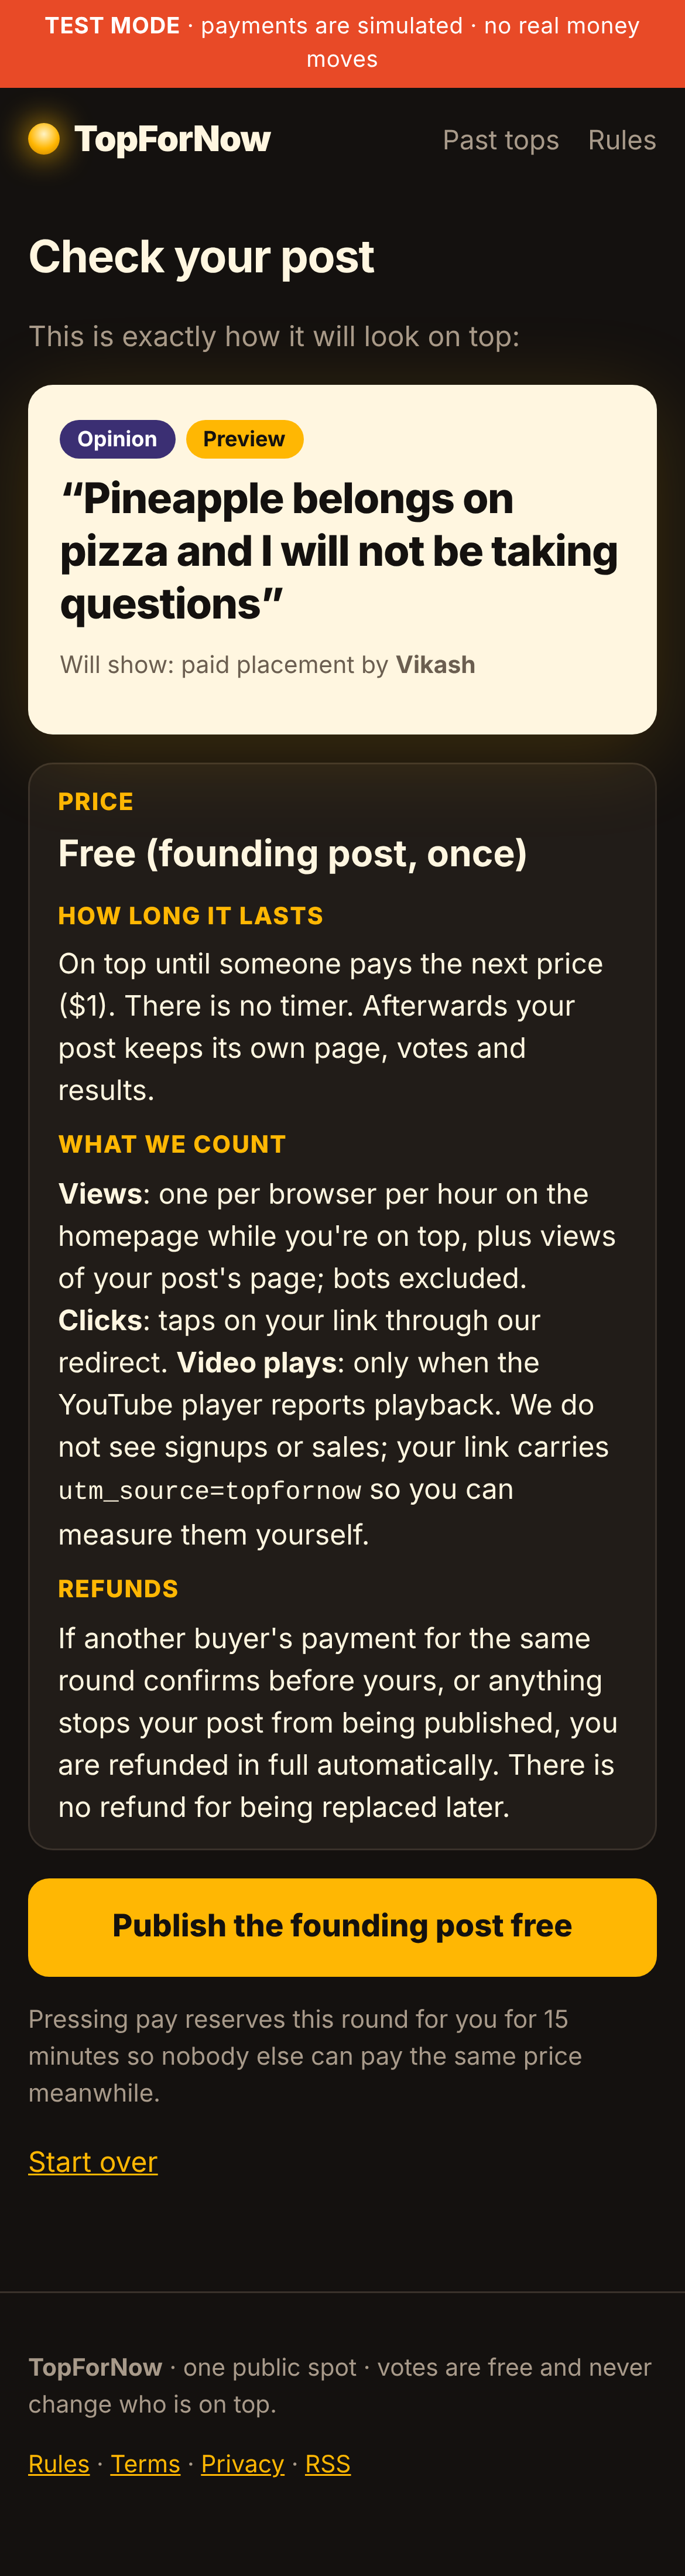 TEST MODE · payments are simulated · no real money
moves
TopForNow
Past tops
Rules
Check your post
This is exactly how it will look on top:
Opinion
Preview
“Pineapple belongs on
pizza and I will not be taking
questions”
Will show: paid placement by Vikash
PRICE
Free (founding post, once)
HOW LONG IT LASTS
On top until someone pays the next price
($1). There is no timer. Afterwards your
post keeps its own page, votes and
results.
WHAT WE COUNT
Views: one per browser per hour on the
homepage while you're on top, plus views
of your post's page; bots excluded.
Clicks: taps on your link through our
redirect. Video plays: only when the
YouTube player reports playback. We do
not see signups or sales; your link carries
utm_source=topfornow so you can
measure them yourself.
REFUNDS
If another buyer's payment for the same
round confirms before yours, or anything
stops your post from being published, you
are refunded in full automatically. There is
no refund for being replaced later.
Publish the founding post free
Pressing pay reserves this round for you for 15
minutes so nobody else can pay the same price
meanwhile.
Start over
TopForNow · one public spot · votes are free and never
change who is on top.
Rules · Terms · Privacy · RSS